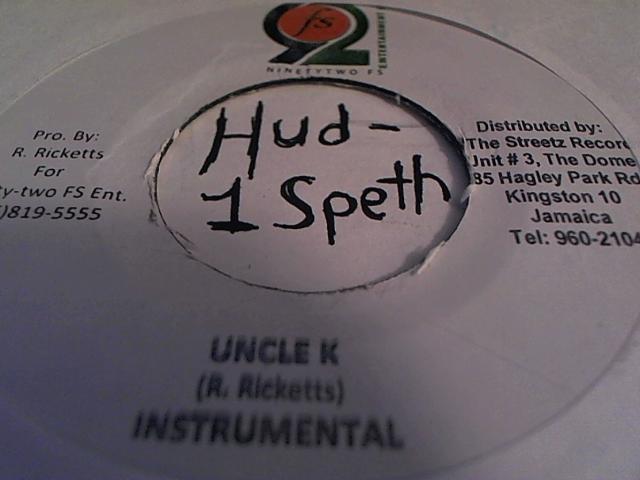 fs
92
ENTERTAINMENT
NINETYTWO FS
Pro. By:
R. Ricketts
For
ty-two FS Ent.
)819-5555
Hud-
1 Speth
Distributed by:
The Streetz Record
Unit # 3, The Dome
85 Hagley Park Rd
Kingston 10
Jamaica
Tel: 960-2104
UNCLE K
(R. Ricketts)
INSTRUMENTAL